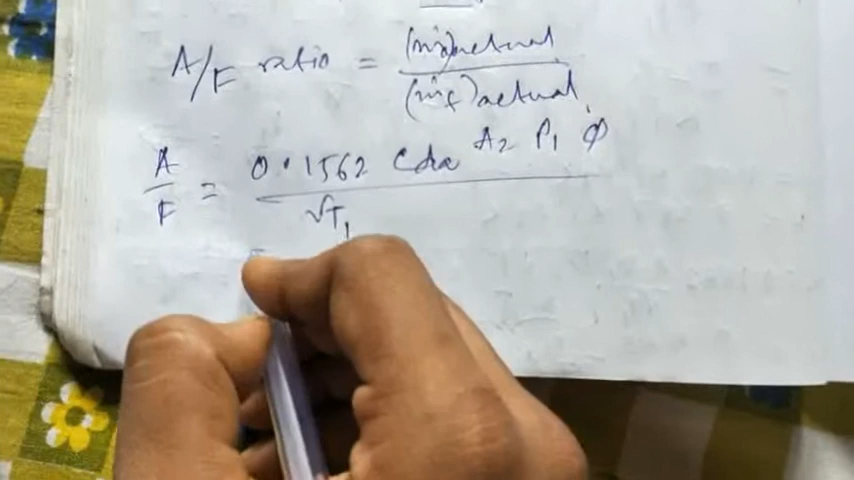 A/F ratio = (ṁa)actual / (ṁf)actual
A/F = 0.1562 Cda A2 P1 φ / √T1